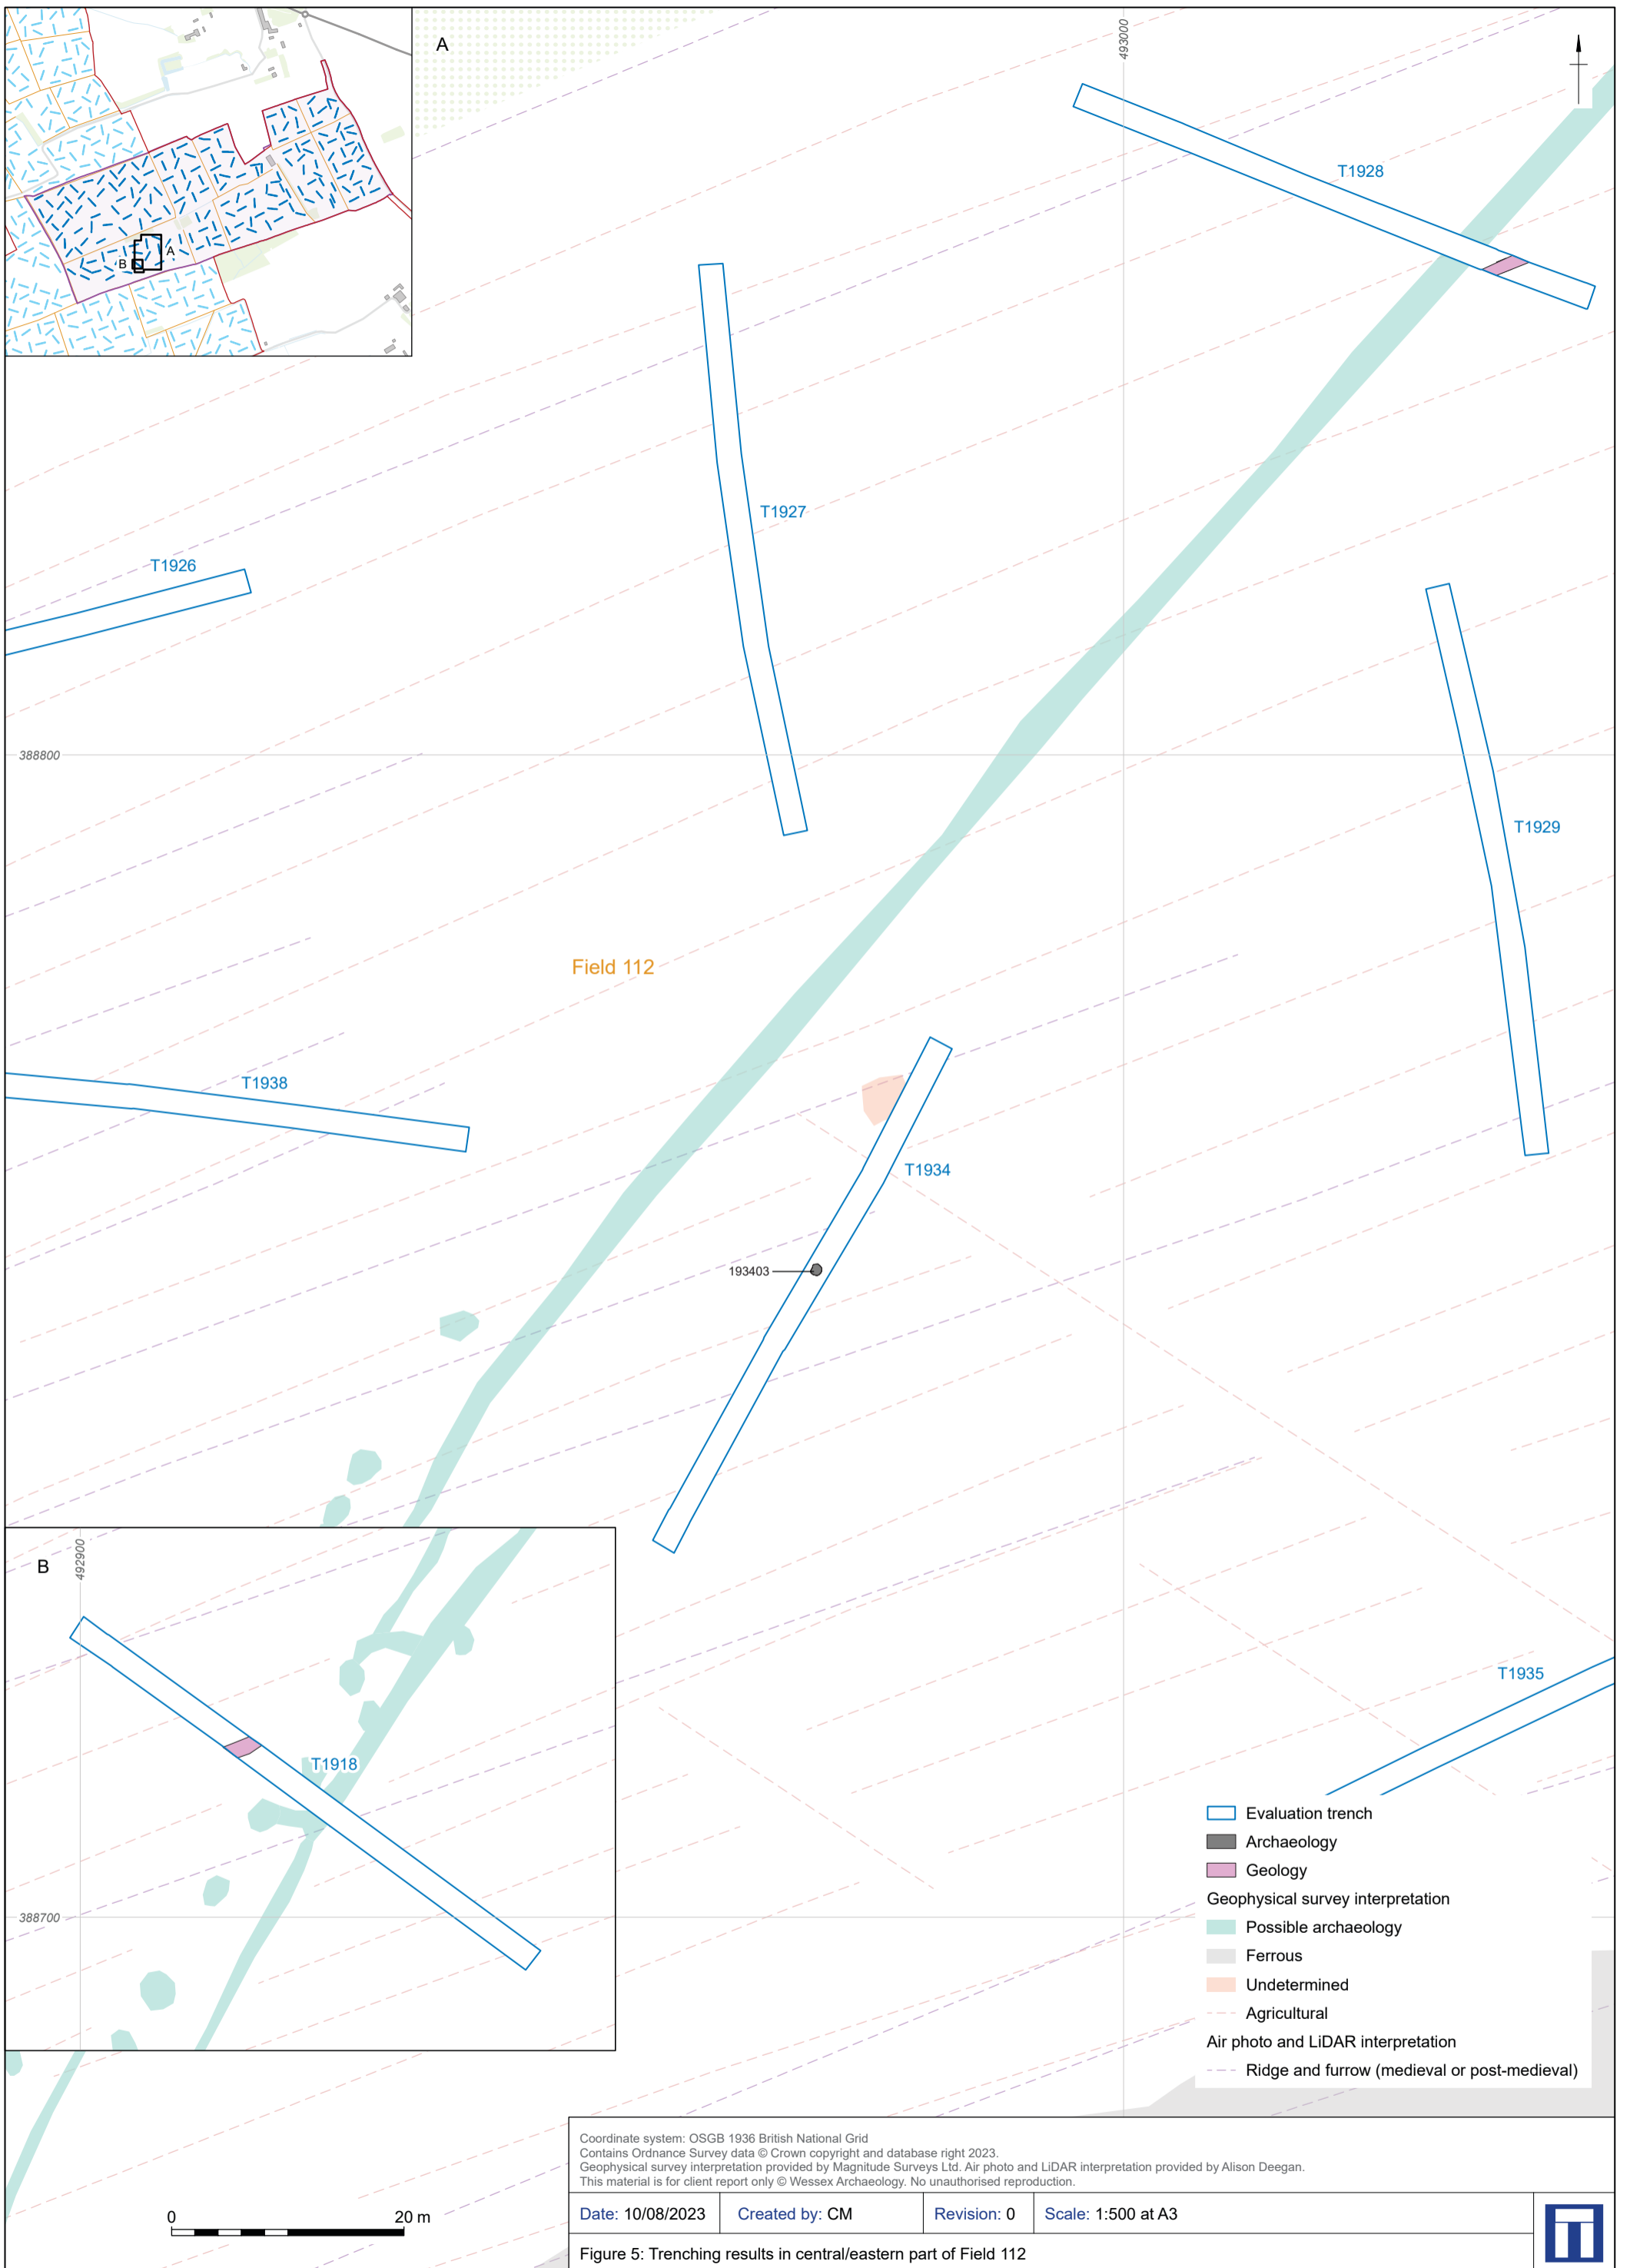 A
B
A
493000
T1928
T1927
T1926
388800
T1929
Field 112
T1938
T1934
193403
B
492900
T1918
T1935
388700
Evaluation trench
Archaeology
Geology
Geophysical survey interpretation
Possible archaeology
Ferrous
Undetermined
Agricultural
Air photo and LiDAR interpretation
Ridge and furrow (medieval or post-medieval)
0 20 m
Coordinate system: OSGB 1936 British National Grid
Contains Ordnance Survey data © Crown copyright and database right 2023.
Geophysical survey interpretation provided by Magnitude Surveys Ltd. Air photo and LiDAR interpretation provided by Alison Deegan.
This material is for client report only © Wessex Archaeology. No unauthorised reproduction.
Date: 10/08/2023 Created by: CM Revision: 0 Scale: 1:500 at A3
Figure 5: Trenching results in central/eastern part of Field 112